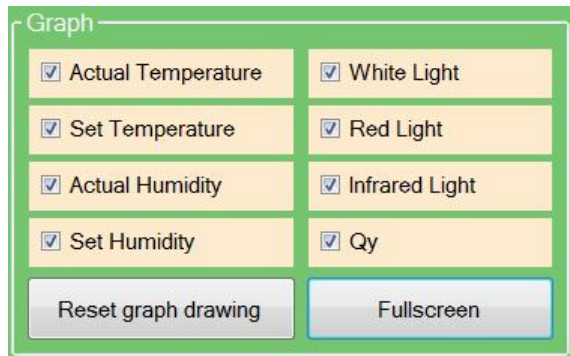 Graph
Actual Temperature
White Light
Set Temperature
Red Light
Actual Humidity
Infrared Light
Set Humidity
Qy
Reset graph drawing
Fullscreen